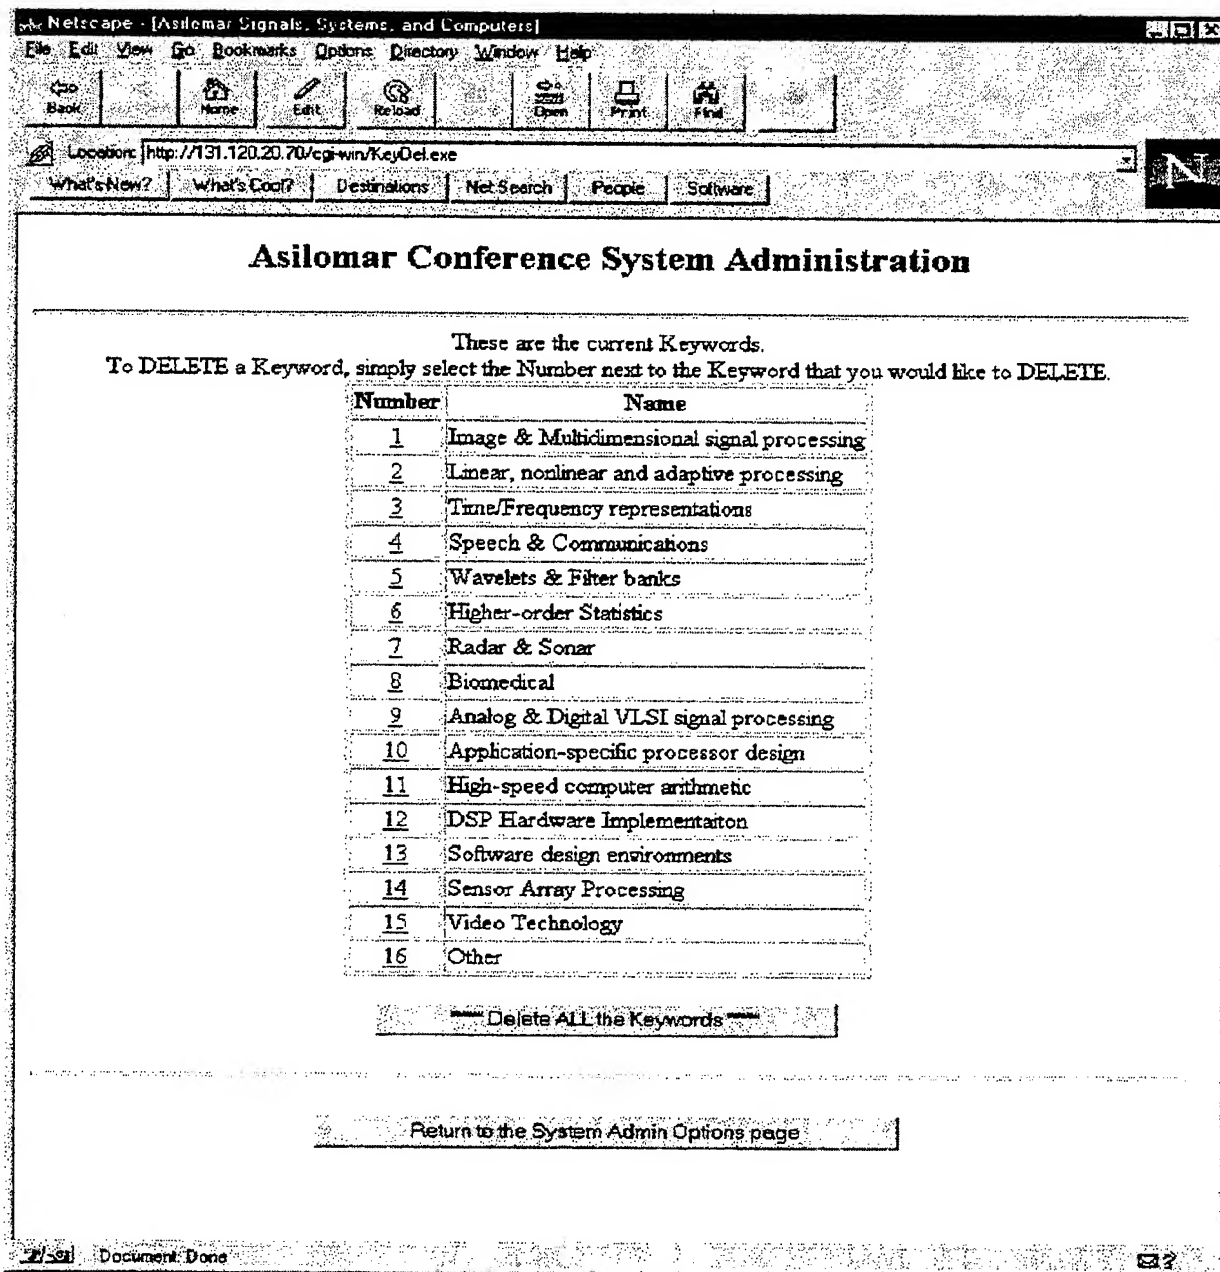 Netscape - [Asilomar Signals, Systems, and Computers]
File Edit View Go Bookmarks Options Directory Window Help
Back Home Edit Reload Open Print Find
Location: http://131.120.20.70/cgi-win/KeyDel.exe
What's New? What's Cool? Destinations Net Search People Software
N
Asilomar Conference System Administration
These are the current Keywords.
To DELETE a Keyword, simply select the Number next to the Keyword that you would like to DELETE.
Number Name
1 Image & Multidimensional signal processing
2 Linear, nonlinear and adaptive processing
3 Time/Frequency representations
4 Speech & Communications
5 Wavelets & Filter banks
6 Higher-order Statistics
7 Radar & Sonar
8 Biomedical
9 Analog & Digital VLSI signal processing
10 Application-specific processor design
11 High-speed computer arithmetic
12 DSP Hardware Implementaiton
13 Software design environments
14 Sensor Array Processing
15 Video Technology
16 Other
**** Delete ALL the Keywords ****
Return to the System Admin Options page
Document: Done